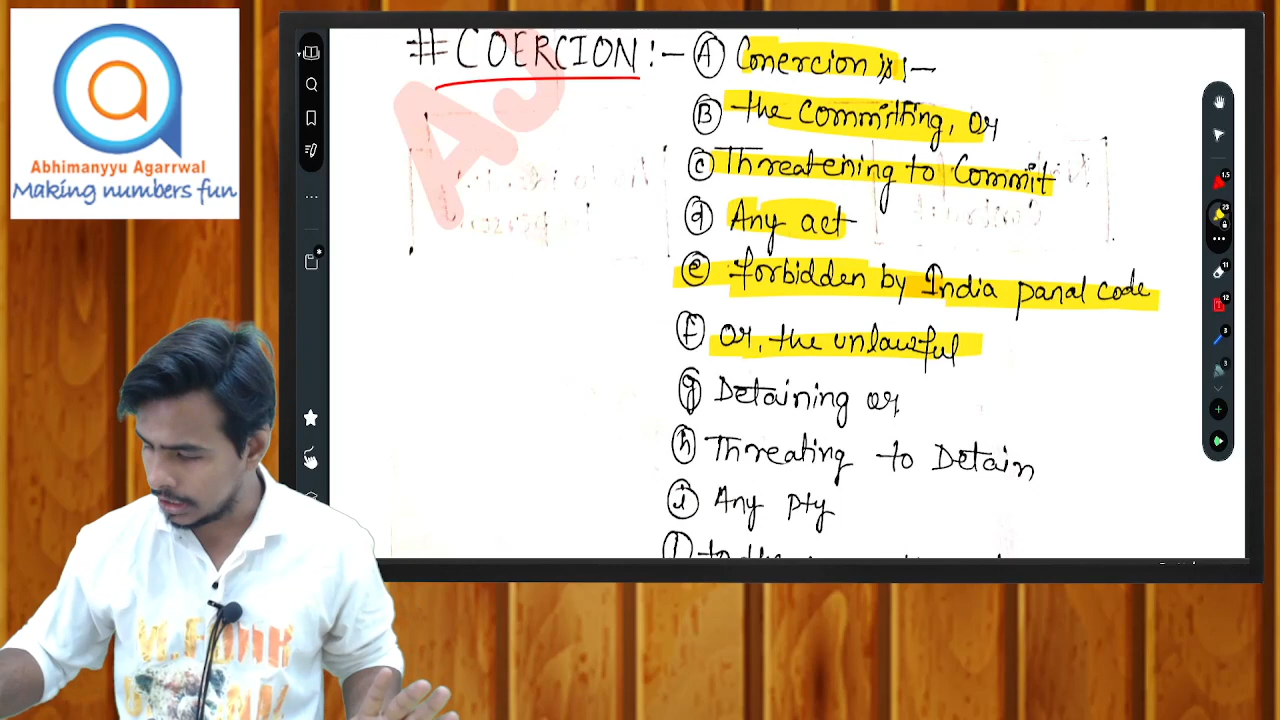 Abhimanyyu Agarrwal
Making numbers fun
# COERCION :- (A) Conercion is :-
(B) the Committing, or
(c) Threatening to Commit
(d) Any act
(e) forbidden by India panal code
(f) or, the unlawful
(g) Detaining or
(h) Threating to Detain
(i) Any pty